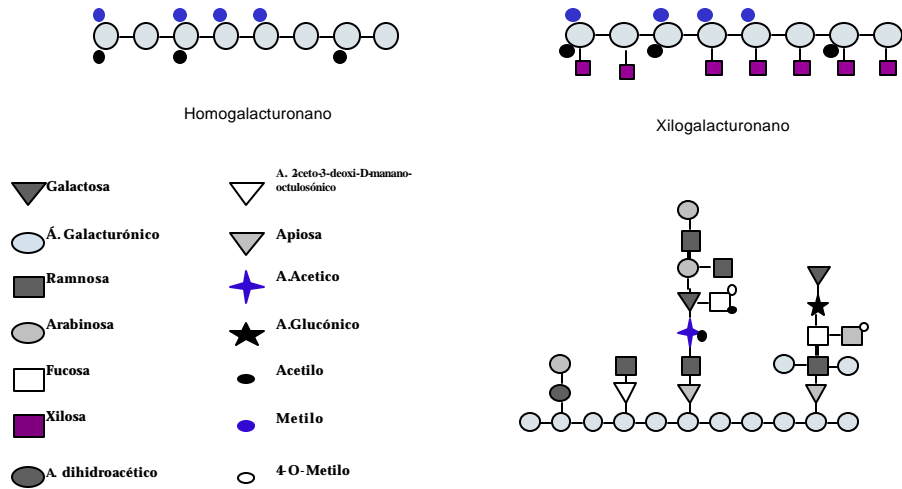 Homogalacturonano
Xilogalacturonano
Galactosa
Á. Galacturónico
Ramnosa
Arabinosa
Fucosa
Xilosa
A. dihidroacético
A. 2ceto-3-deoxi-D-manano-
octulosónico
Apiosa
A.Acetico
A.Glucónico
Acetilo
Metilo
4-O-Metilo